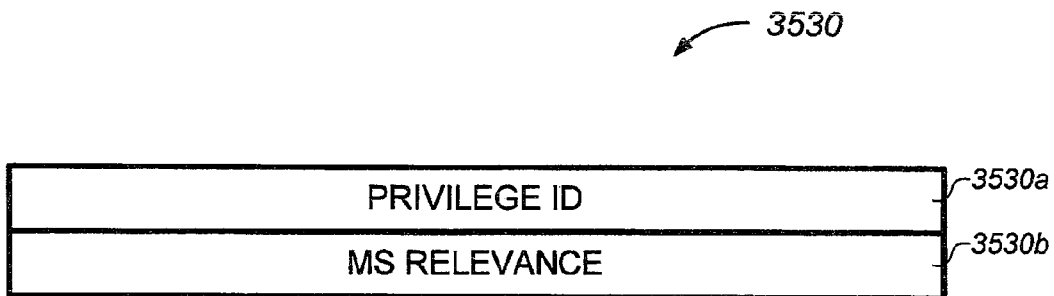 3530
PRIVILEGE ID
3530a
MS RELEVANCE
3530b